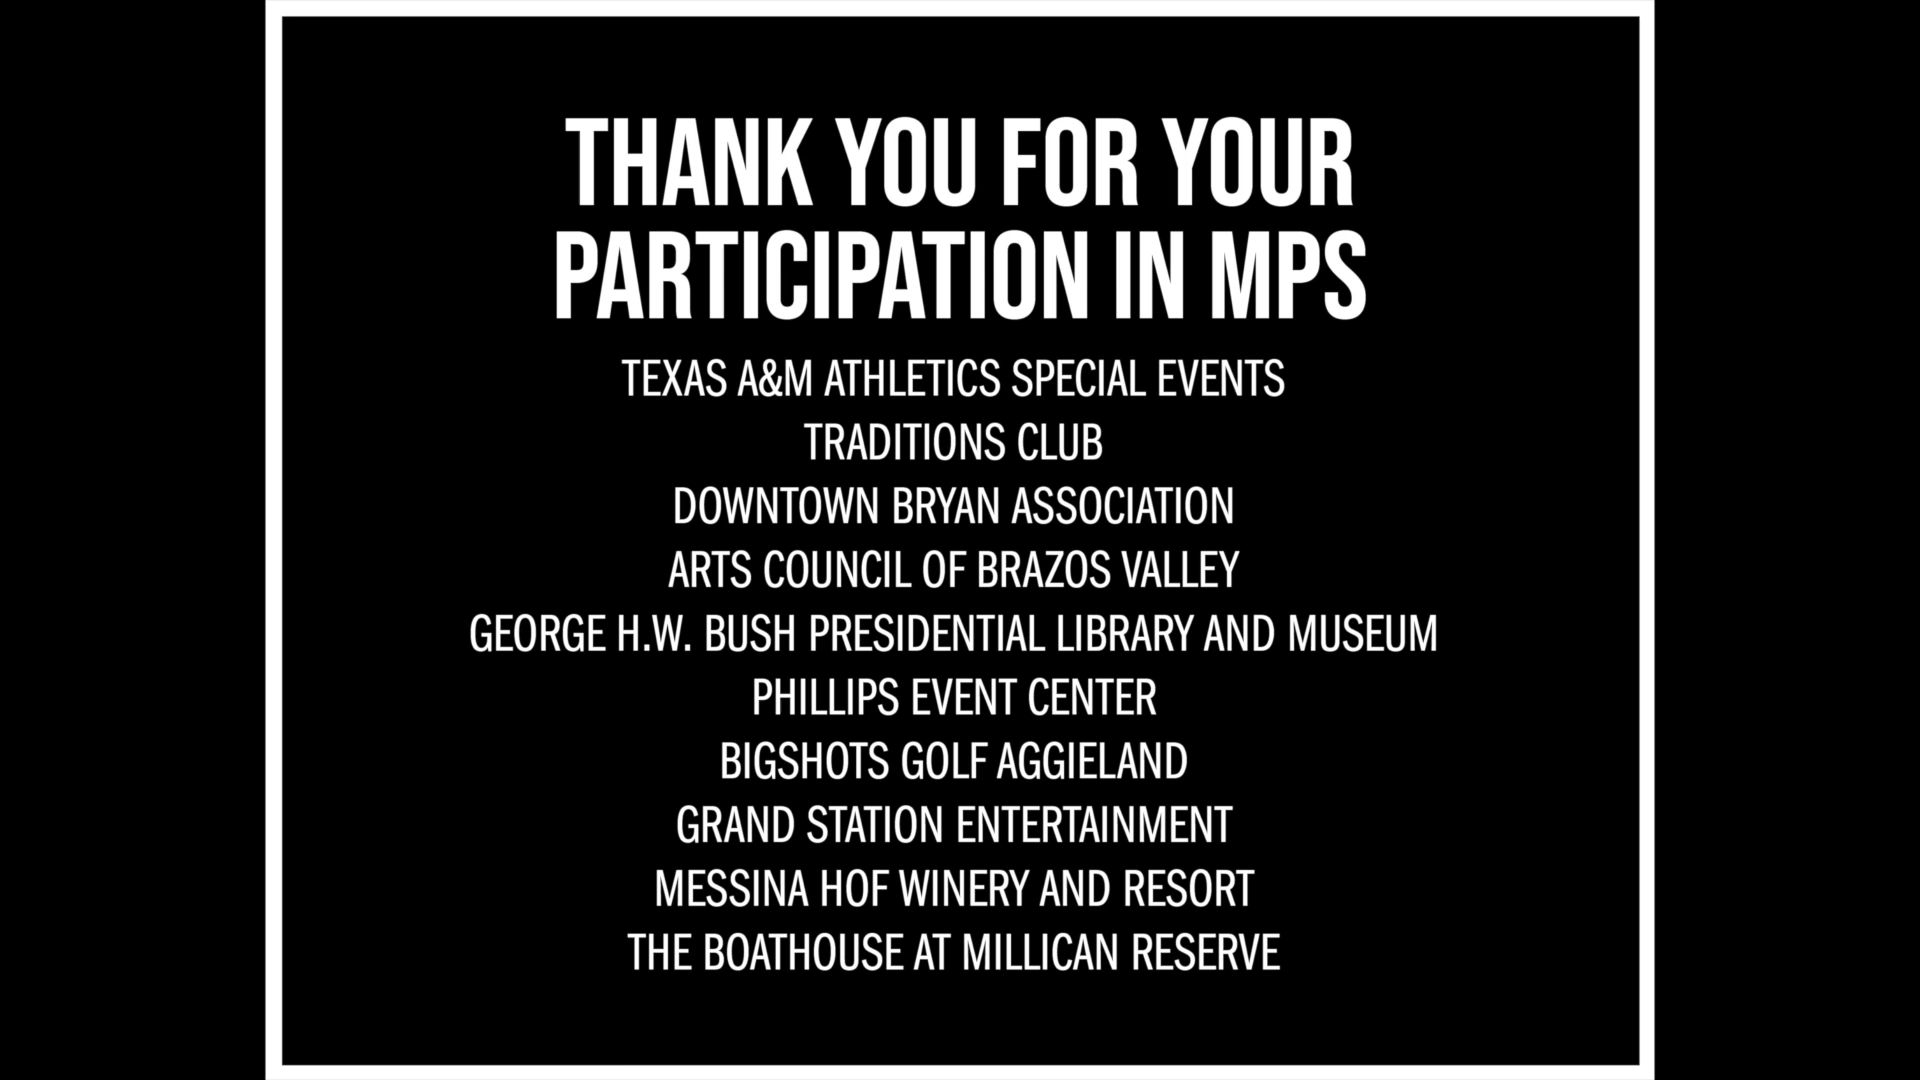 THANK YOU FOR YOUR
PARTICIPATION IN MPS
TEXAS A&M ATHLETICS SPECIAL EVENTS
TRADITIONS CLUB
DOWNTOWN BRYAN ASSOCIATION
ARTS COUNCIL OF BRAZOS VALLEY
GEORGE H.W. BUSH PRESIDENTIAL LIBRARY AND MUSEUM
PHILLIPS EVENT CENTER
BIGSHOTS GOLF AGGIELAND
GRAND STATION ENTERTAINMENT
MESSINA HOF WINERY AND RESORT
THE BOATHOUSE AT MILLICAN RESERVE